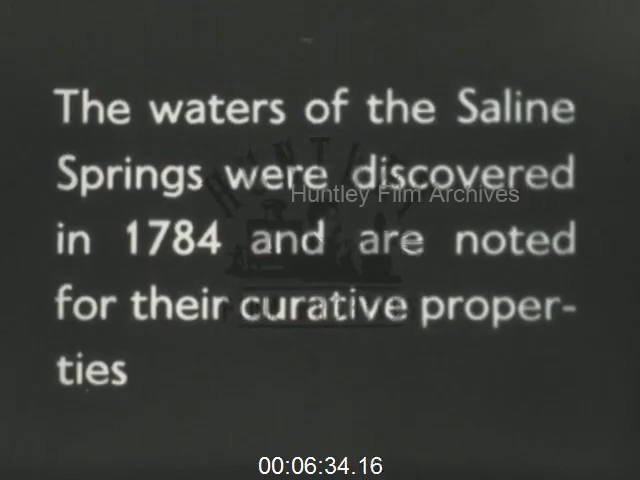 The waters of the Saline
Springs were discovered
Huntley Film Archives
in 1784 and are noted
for their curative proper-
ties
00:06:34.16